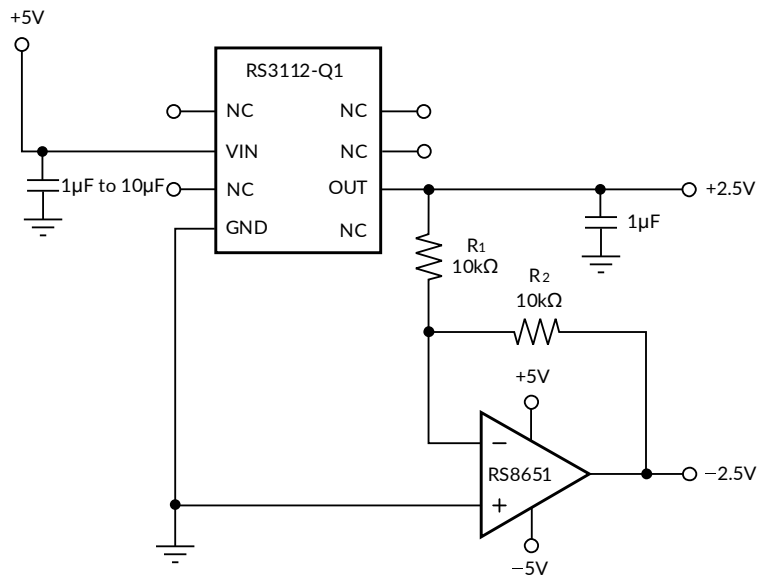 +5V
RS3112-Q1
NC
NC
VIN
NC
1µF to 10µF
NC
OUT
+2.5V
GND
NC
1µF
R1
10kΩ
R2
10kΩ
+5V
−
RS8651
−2.5V
+
−5V